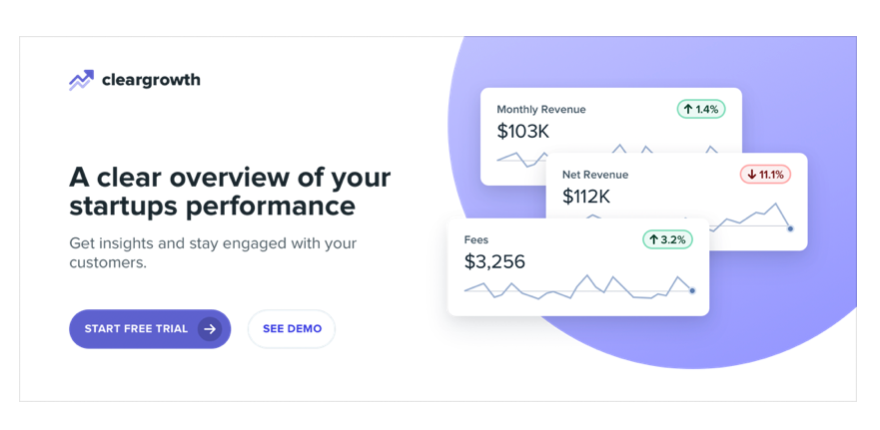 cleargrowth
A clear overview of your
startups performance
Get insights and stay engaged with your
customers.
START FREE TRIAL
SEE DEMO
Monthly Revenue
↑ 1.4%
$103K
Net Revenue
↓ 11.1%
$112K
Fees
↑ 3.2%
$3,256